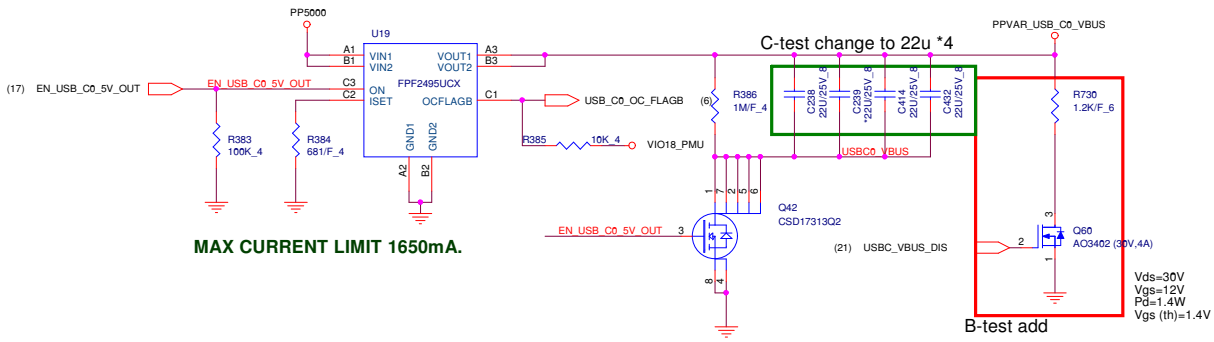 PP5000
PPVAR_USB_C0_VBUS
U19
C-test change to 22u *4
A1
B1
VIN1
VIN2
VOUT1
VOUT2
A3
B3
(17) EN_USB_C0_5V_OUT
EN_USB_C0_5V_OUT
C3
C2
ON
ISET
FPF2495UCX
OCFLAGB
C1
USB_C0_OC_FLAGB
(6)
R383
100K_4
R384
681/F_4
GND1
GND2
A2
B2
R385
10K_4
VIO18_PMU
R386
1M/F_4
C238
22U/25V_8
C239
*22U/25V_8
C414
22U/25V_8
C432
22U/25V_8
R730
1.2K/F_6
USBC0_VBUS
1
7
2
5
6
Q42
CSD17313Q2
EN_USB_C0_5V_OUT
3
8
4
MAX CURRENT LIMIT 1650mA.
(21) USBC_VBUS_DIS
2
3
1
Q60
AO3402 (30V,4A)
Vds=30V
Vgs=12V
Pd=1.4W
Vgs (th)=1.4V
B-test add